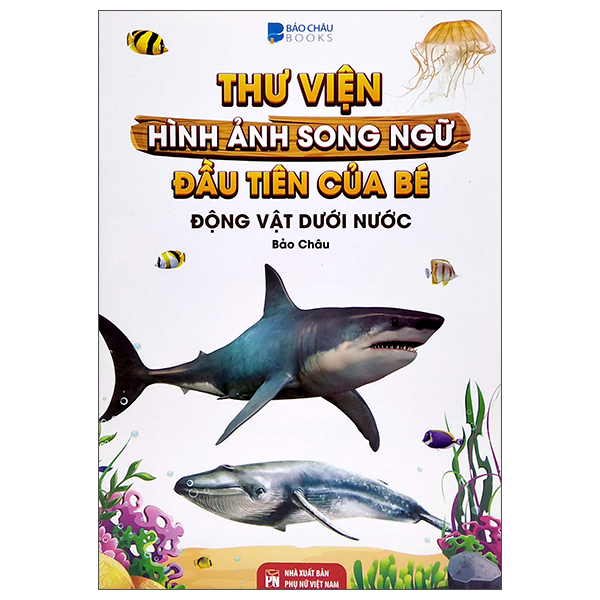 BẢO CHÂU
BOOKS
THƯ VIỆN
HÌNH ẢNH SONG NGỮ
ĐẦU TIÊN CỦA BÉ
ĐỘNG VẬT DƯỚI NƯỚC
Bảo Châu
PN
NHÀ XUẤT BẢN
PHỤ NỮ VIỆT NAM